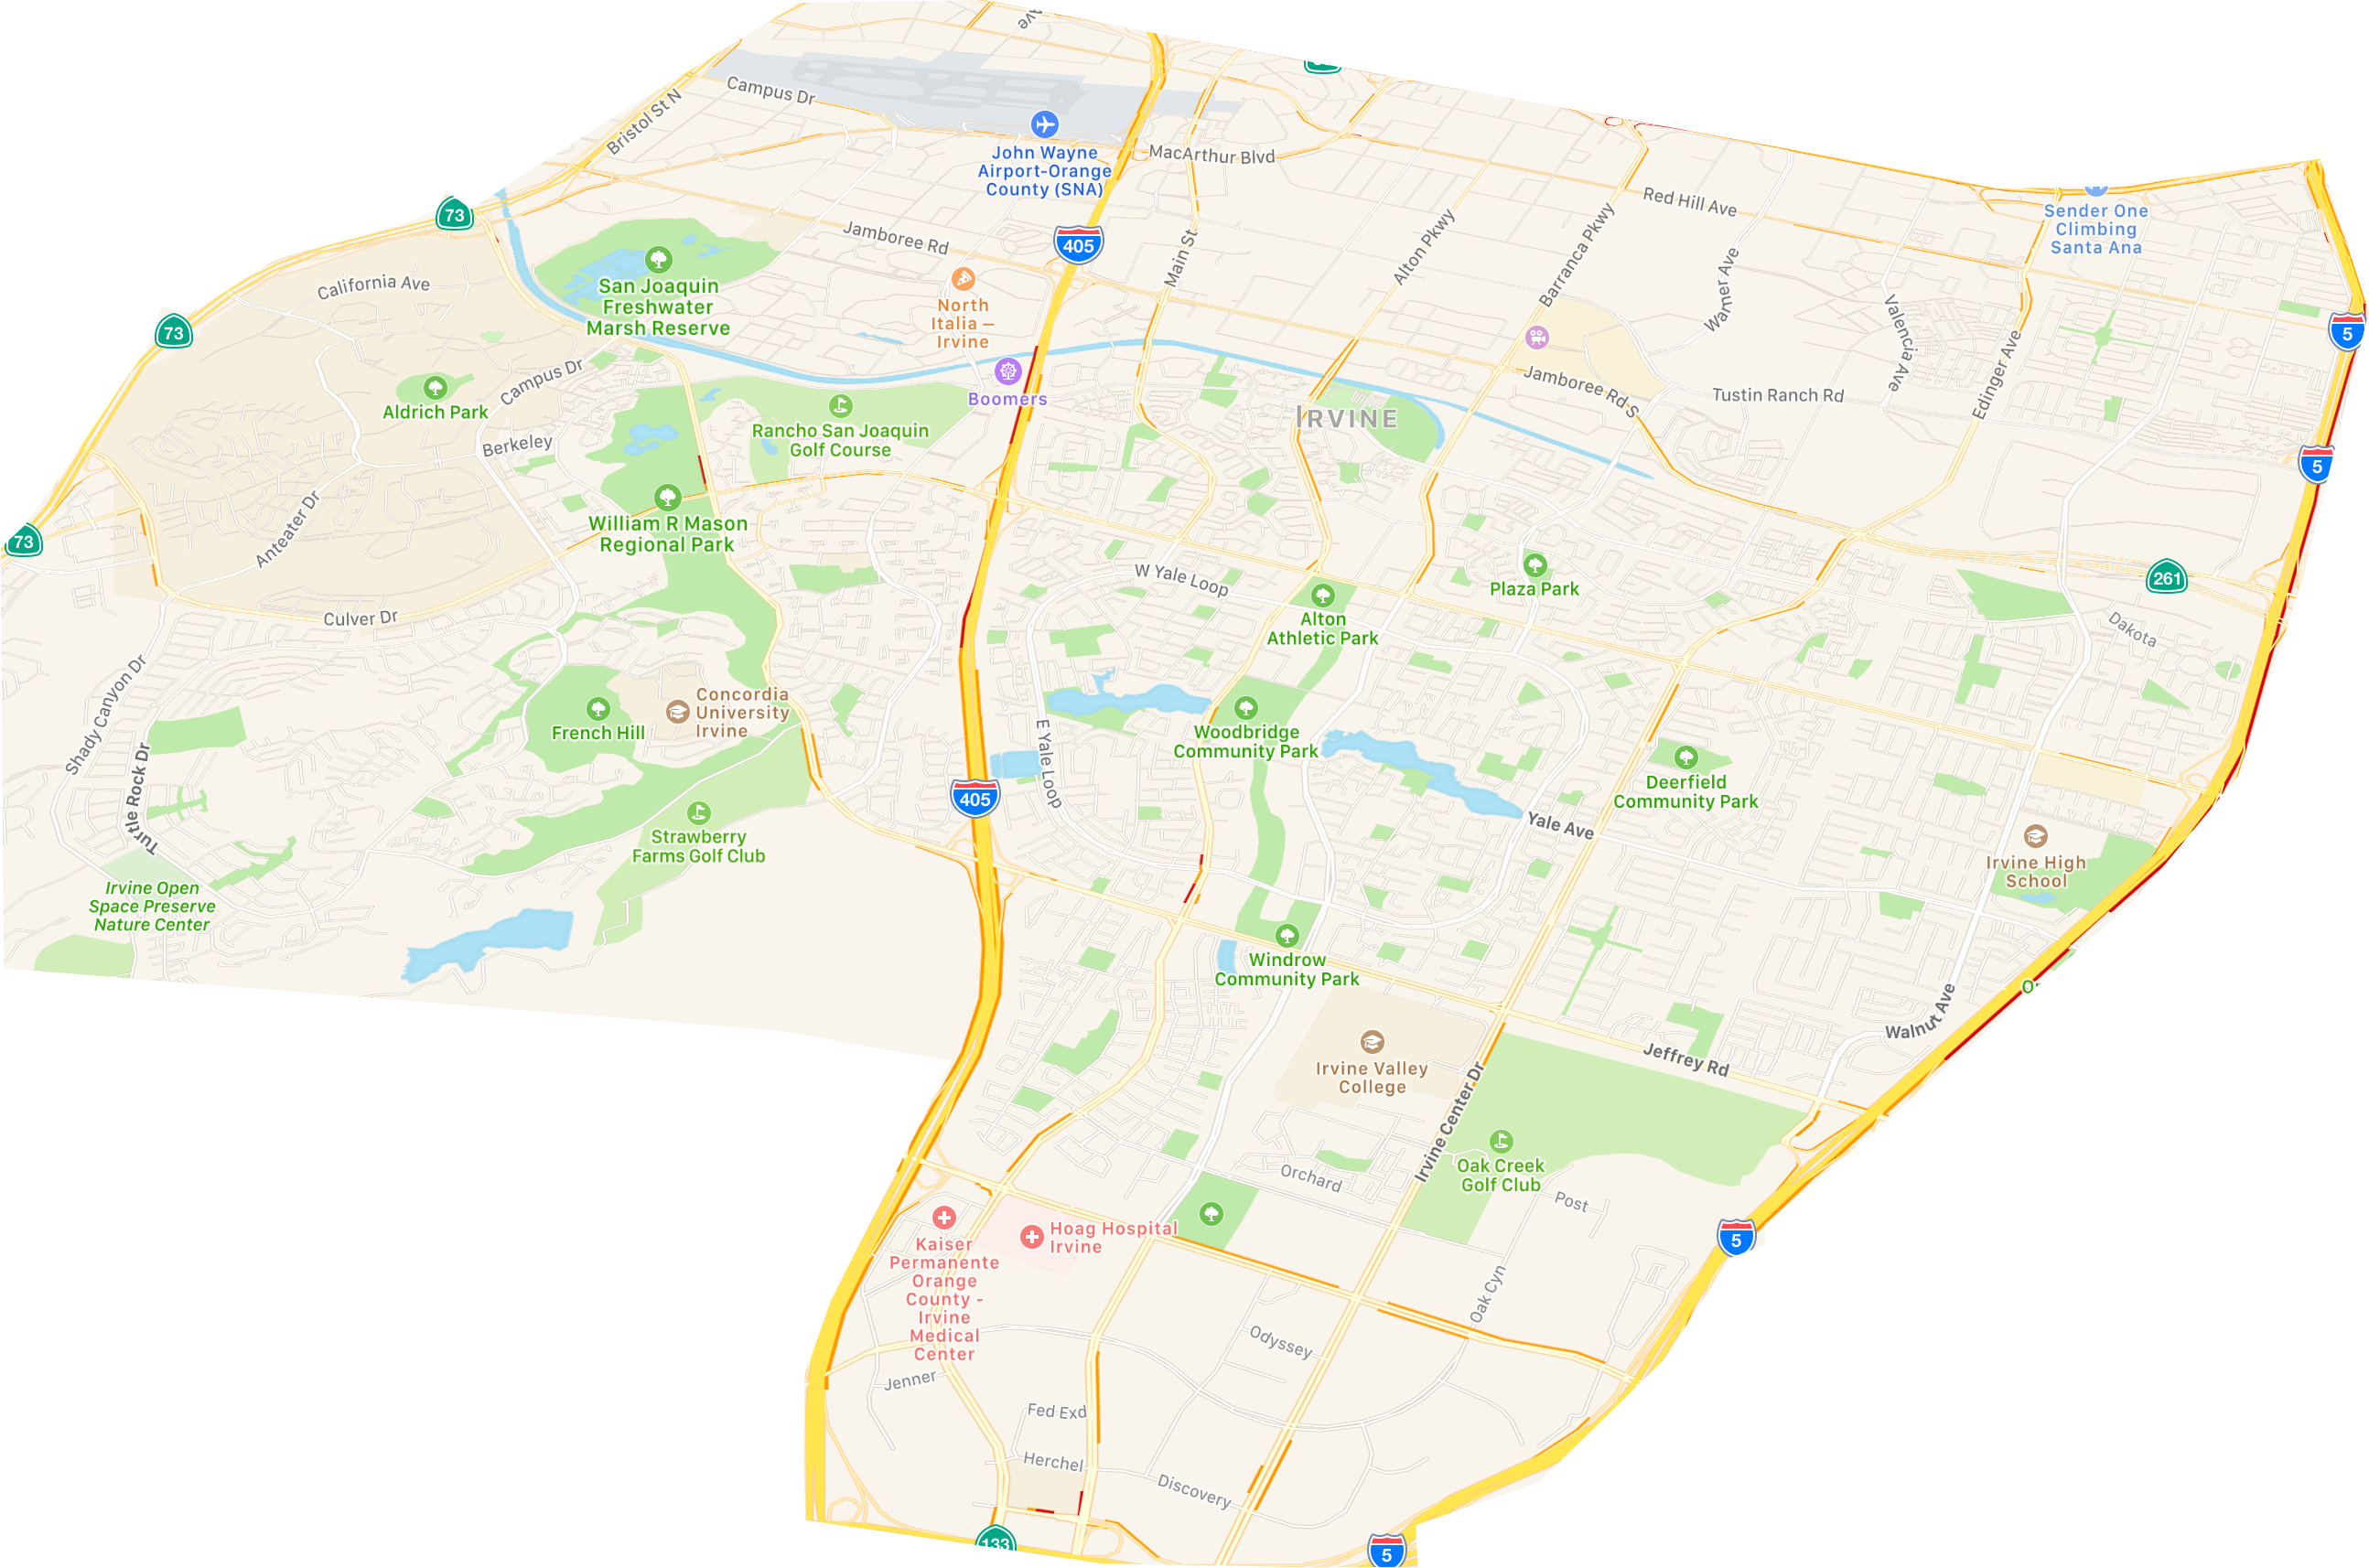 Ave
Campus Dr
Bristol St N
John Wayne
Airport-Orange
County (SNA)
MacArthur Blvd
Red Hill Ave
Sender One
Climbing
Santa Ana
73
405
Jamboree Rd
Main St
Alton Pkwy
Barranca Pkwy
Warner Ave
Valencia Ave
Edinger Ave
California Ave
73
San Joaquin
Freshwater
Marsh Reserve
North
Italia –
Irvine
5
Campus Dr
Aldrich Park
Boomers
Jamboree Rd S
Tustin Ranch Rd
IRVINE
Berkeley
Rancho San Joaquin
Golf Course
5
Anteater Dr
73
William R Mason
Regional Park
W Yale Loop
Plaza Park
261
Culver Dr
Alton
Athletic Park
Dakota
Shady Canyon Dr
Turtle Rock Dr
French Hill
Concordia
University
Irvine
E Yale Loop
Woodbridge
Community Park
Deerfield
Community Park
405
Yale Ave
Strawberry
Farms Golf Club
Irvine High
School
Irvine Open
Space Preserve
Nature Center
Windrow
Community Park
Walnut Ave
Irvine Valley
College
Jeffrey Rd
Irvine Center Dr
Oak Creek
Golf Club
Orchard
Post
Hoag Hospital
Irvine
5
Kaiser
Permanente
Orange
County -
Irvine
Medical
Center
Oak Cyn
Odyssey
Jenner
Fed Exd
Herchel
Discovery
133
5